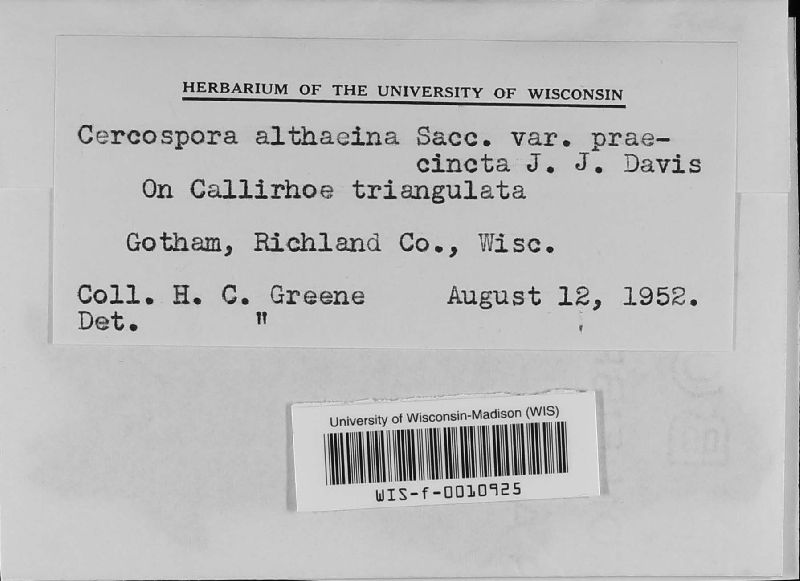 HERBARIUM OF THE UNIVERSITY OF WISCONSIN
Cercospora althaeina Sacc. var. prae-
cincta J. J. Davis
On Callirhoe triangulata
Gotham, Richland Co., Wisc.
Coll. H. C. Greene August 12, 1952.
Det. "
University of Wisconsin-Madison (WIS)
WIS-f-0010925